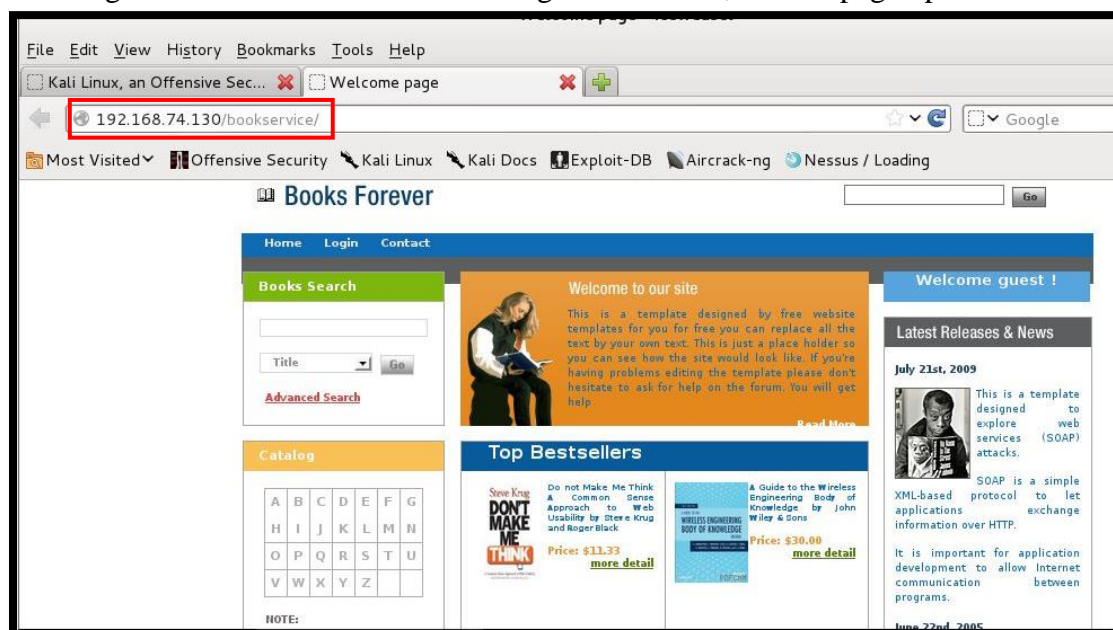 File Edit View History Bookmarks Tools Help
Kali Linux, an Offensive Sec... Welcome page
192.168.74.130/bookservice/ Google
Most Visited Offensive Security Kali Linux Kali Docs Exploit-DB Aircrack-ng Nessus / Loading
Books Forever Go
Home Login Contact
Books Search
Title Go
Advanced Search
Catalog
A B C D E F G
H I J K L M N
O P Q R S T U
V W X Y Z
NOTE:
Welcome to our site
This is a template designed by free website
templates for you for free you can replace all the
text by your own text. This is just a place holder so
you can see how the site would look like. If you're
having problems editing the template please don't
hesitate to ask for help on the forum. You will get
help
Read More
Top Bestsellers
Steve Krug
DON'T
MAKE
ME
THINK
Do not Make Me Think
A Common Sense
Approach to Web
Usability by Steve Krug
and Roger Black
Price: $11.33
more detail
WIRELESS ENGINEERING
BODY OF KNOWLEDGE
A Guide to the Wireless
Engineering Body of
Knowledge by John
Wiley & Sons
Price: $30.00
more detail
Welcome guest !
Latest Releases & News
July 21st, 2009
This is a template
designed to
explore web
services (SOAP)
attacks.
SOAP is a simple
XML-based protocol to let
applications exchange
information over HTTP.
It is important for application
development to allow Internet
communication between
programs.
June 22nd, 2005